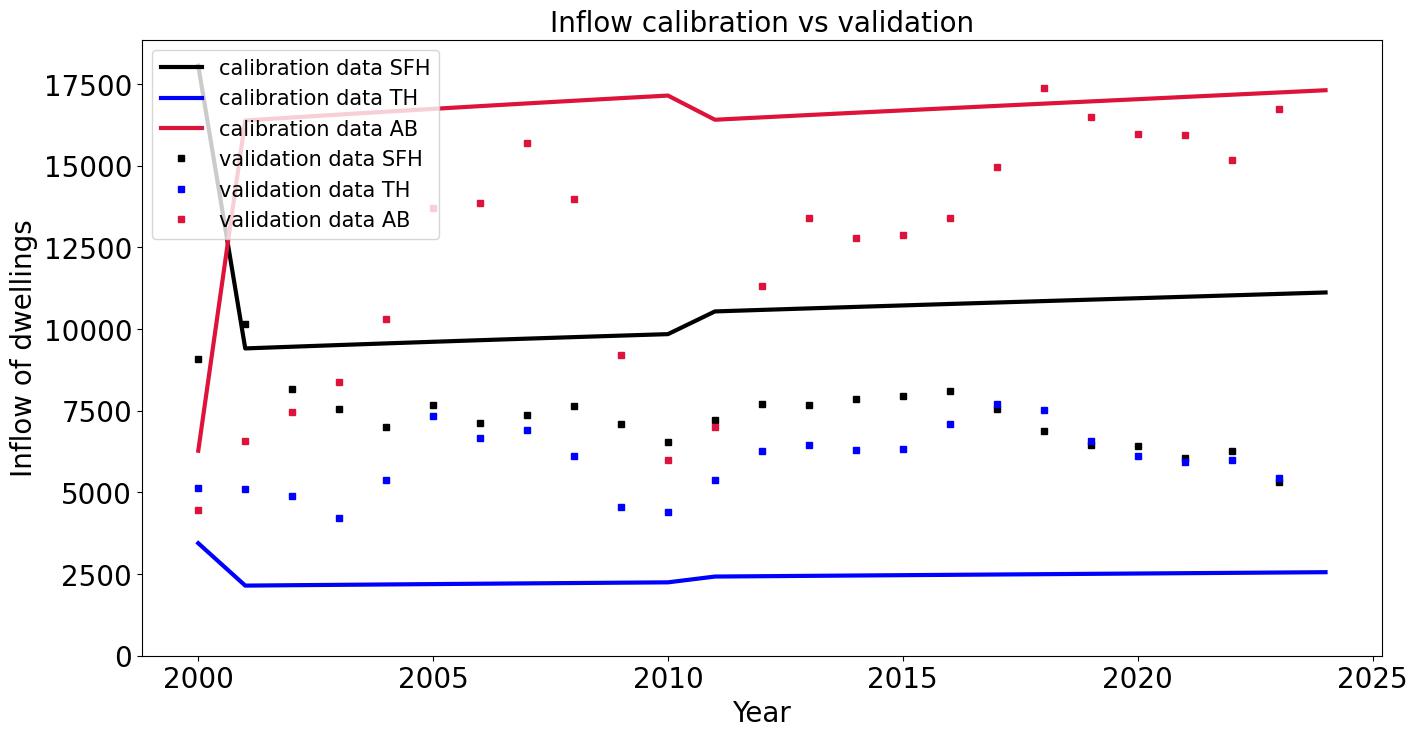 Inflow calibration vs validation
calibration data SFH
calibration data TH
calibration data AB
validation data SFH
validation data TH
validation data AB
17500
15000
12500
10000
7500
5000
2500
0
Inflow of dwellings
2000 2005 2010 2015 2020 2025
Year